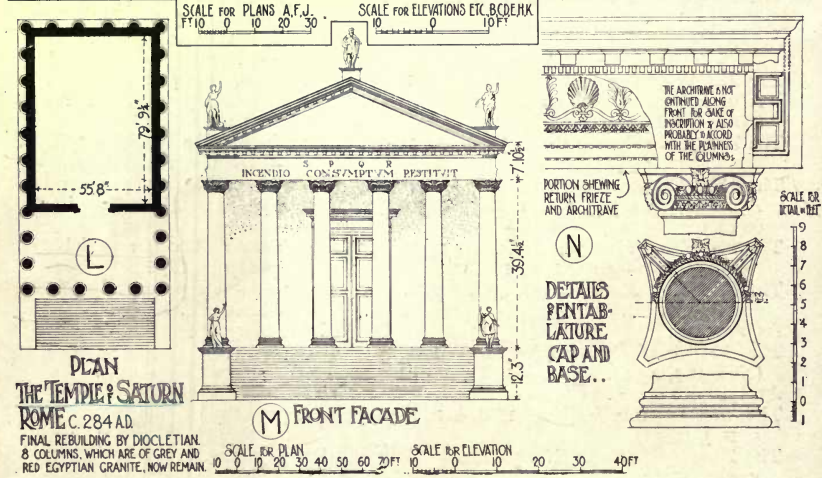 SCALE FOR PLANS A,F,J.
FT 10 0 10 20 30
SCALE FOR ELEVATIONS ETC.B,C,D,E,H,K
10 0 10 FT
79'.9¾"
55'8"
L
PLAN
THE TEMPLE OF SATURN
ROME C. 284 A.D.
FINAL REBUILDING BY DIOCLETIAN.
8 COLUMNS, WHICH ARE OF GREY AND
RED EGYPTIAN GRANITE, NOW REMAIN.
S P Q R
INCENDIO CONSVMPTVM RESTITVIT
7'.10½"
39'.4½"
12'.3"
M FRONT FACADE
SCALE FOR PLAN
10 0 10 20 30 40 50 60 70 FT
SCALE FOR ELEVATION
10 0 10 20 30 40 FT
THE ARCHITRAVE IS NOT
CONTINUED ALONG
FRONT FOR SAKE OF
INSCRIPTION & ALSO
PROBABLY TO ACCORD
WITH THE PLAINNESS
OF THE COLUMNS.
PORTION SHEWING
RETURN FRIEZE
AND ARCHITRAVE
N
DETAILS
OF ENTAB-
LATURE
CAP AND
BASE..
SCALE FOR
DETAIL IN FEET
9
8
7
6
5
4
3
2
1
0
1